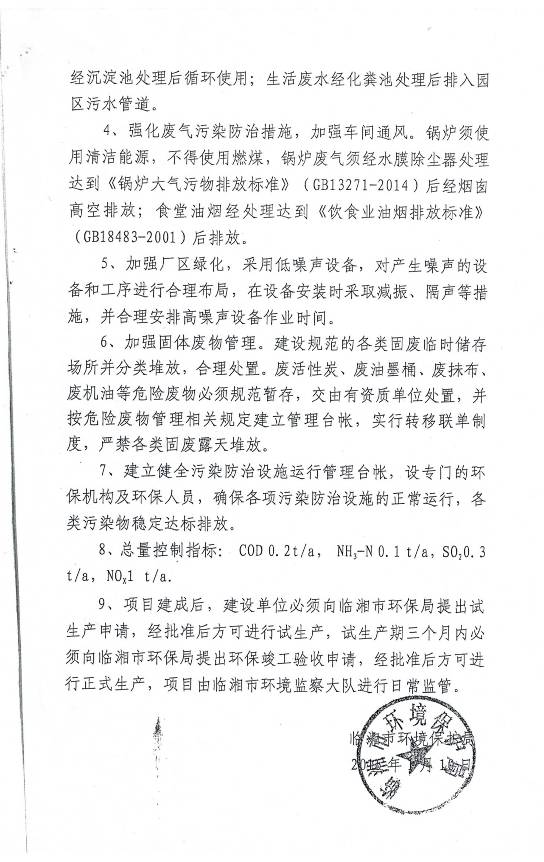 经沉淀池处理后循环使用；生活废水经化粪池处理后排入园
区污水管道。
4、强化废气污染防治措施，加强车间通风。锅炉须使
用清洁能源，不得使用燃煤，锅炉废气须经水膜除尘器处理
达到《锅炉大气污物排放标准》（GB13271-2014）后经烟囱
高空排放；食堂油烟经处理达到《饮食业油烟排放标准》
（GB18483-2001）后排放。
5、加强厂区绿化，采用低噪声设备，对产生噪声的设
备和工序进行合理布局，在设备安装时采取减振、隔声等措
施，并合理安排高噪声设备作业时间。
6、加强固体废物管理。建设规范的各类固废临时储存
场所并分类堆放，合理处置。废活性炭、废油墨桶、废抹布、
废机油等危险废物必须规范暂存，交由有资质单位处置，并
按危险废物管理相关规定建立管理台帐，实行转移联单制
度，严禁各类固废露天堆放。
7、建立健全污染防治设施运行管理台帐，设专门的环
保机构及环保人员，确保各项污染防治设施的正常运行，各
类污染物稳定达标排放。
8、总量控制指标： COD 0.2t/a， NH₃-N 0.1 t/a，SO₂0.3
t/a，NOₓ1 t/a.
9、项目建成后，建设单位必须向临湘市环保局提出试
生产申请，经批准后方可进行试生产，试生产期三个月内必
须向临湘市环保局提出环保竣工验收申请，经批准后方可进
行正式生产，项目由临湘市环境监察大队进行日常监管。
临湘市环境保护局
年 月 日
临湘市环境保护局